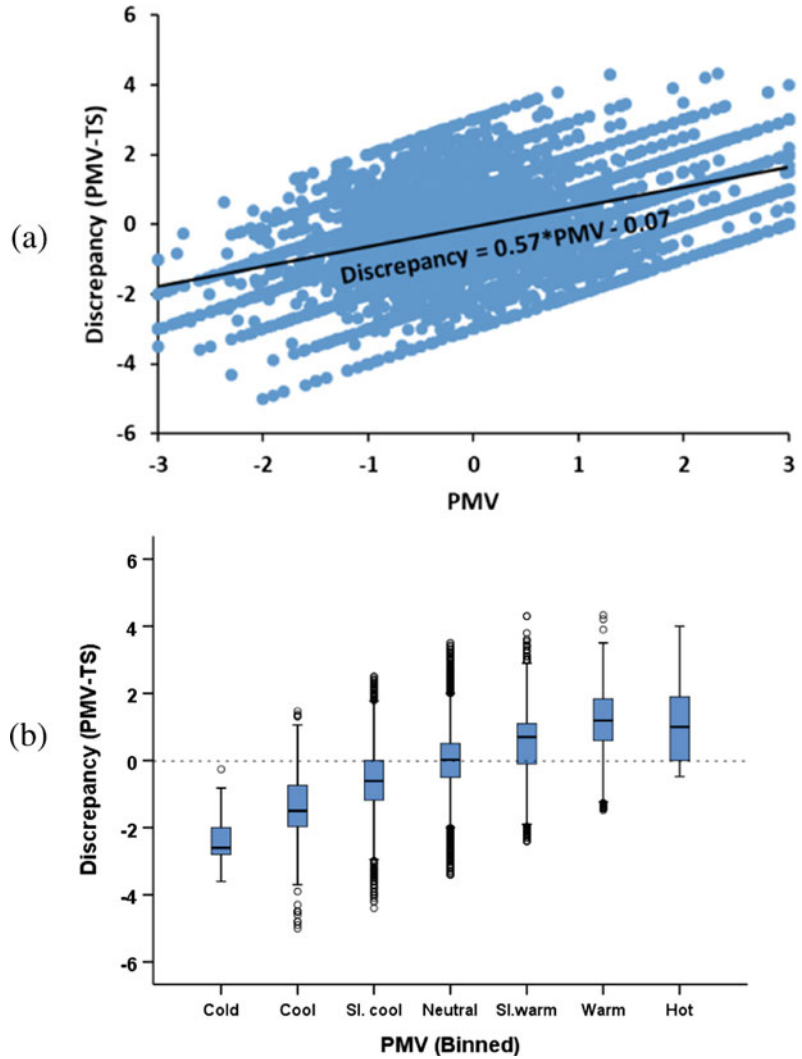 6
4
2
0
-2
-4
-6
Discrepancy (PMV-TS)
(a)
Discrepancy = 0.57*PMV - 0.07
-3 -2 -1 0 1 2 3
PMV
6
4
2
0
-2
-4
-6
Discrepancy (PMV-TS)
(b)
Cold Cool Sl. cool Neutral Sl.warm Warm Hot
PMV (Binned)